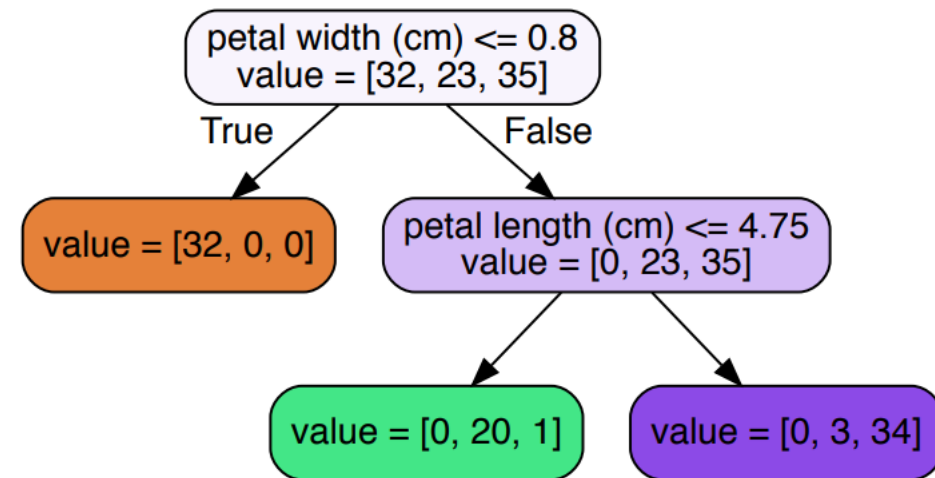 petal width (cm) <= 0.8
value = [32, 23, 35]
True
False
value = [32, 0, 0]
petal length (cm) <= 4.75
value = [0, 23, 35]
value = [0, 20, 1]
value = [0, 3, 34]